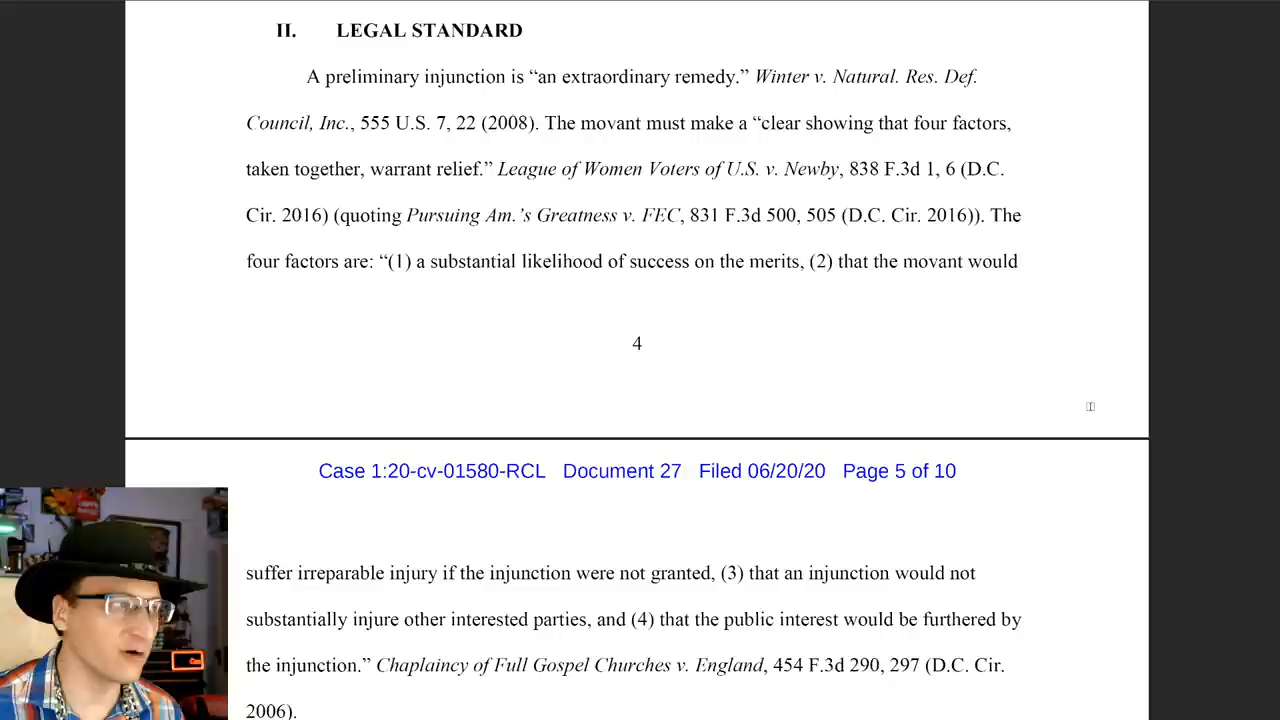 II. LEGAL STANDARD
A preliminary injunction is “an extraordinary remedy.” Winter v. Natural. Res. Def.
Council, Inc., 555 U.S. 7, 22 (2008). The movant must make a “clear showing that four factors,
taken together, warrant relief.” League of Women Voters of U.S. v. Newby, 838 F.3d 1, 6 (D.C.
Cir. 2016) (quoting Pursuing Am.’s Greatness v. FEC, 831 F.3d 500, 505 (D.C. Cir. 2016)). The
four factors are: “(1) a substantial likelihood of success on the merits, (2) that the movant would
4
Case 1:20-cv-01580-RCL Document 27 Filed 06/20/20 Page 5 of 10
suffer irreparable injury if the injunction were not granted, (3) that an injunction would not
substantially injure other interested parties, and (4) that the public interest would be furthered by
the injunction.” Chaplaincy of Full Gospel Churches v. England, 454 F.3d 290, 297 (D.C. Cir.
2006).